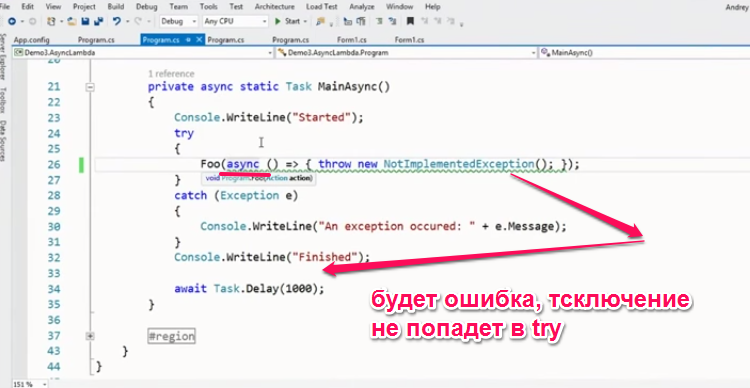 Edit View Project Build Debug Team Tools Test Architecture Load Test Analyze Window Help Andrey
Debug Any CPU Start
App.config Program.cs Program.cs Program.cs Form1.cs Form1.cs
Demo3.AsyncLambda Demo3.AsyncLambda.Program MainAsync()
Server Explorer Toolbox Data Sources
20
1 reference
21 private async static Task MainAsync()
22 {
23 Console.WriteLine("Started");
24 try
25 {
26 Foo(async () => { throw new NotImplementedException(); });
void Program.Foo(Action action)
27 }
28 catch (Exception e)
29 {
30 Console.WriteLine("An exception occured: " + e.Message);
31 }
32 Console.WriteLine("Finished");
33
34 await Task.Delay(1000);
35 }
36
37 #region
43 }
44 }
будет ошибка, тсключение
не попадет в try
151 %